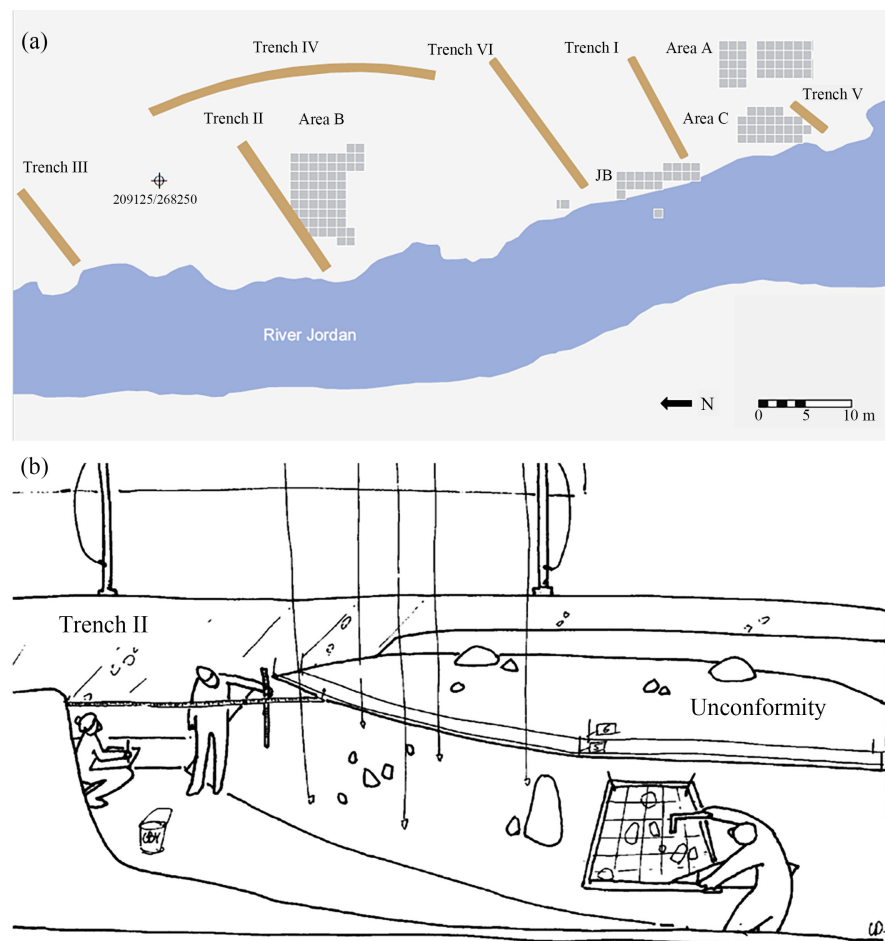 (a)
Trench IV
Trench VI
Trench I
Area A
Trench V
Trench II
Area B
Area C
Trench III
JB
209125/268250
River Jordan
N
0 5 10 m
(b)
Trench II
Unconformity
6
5